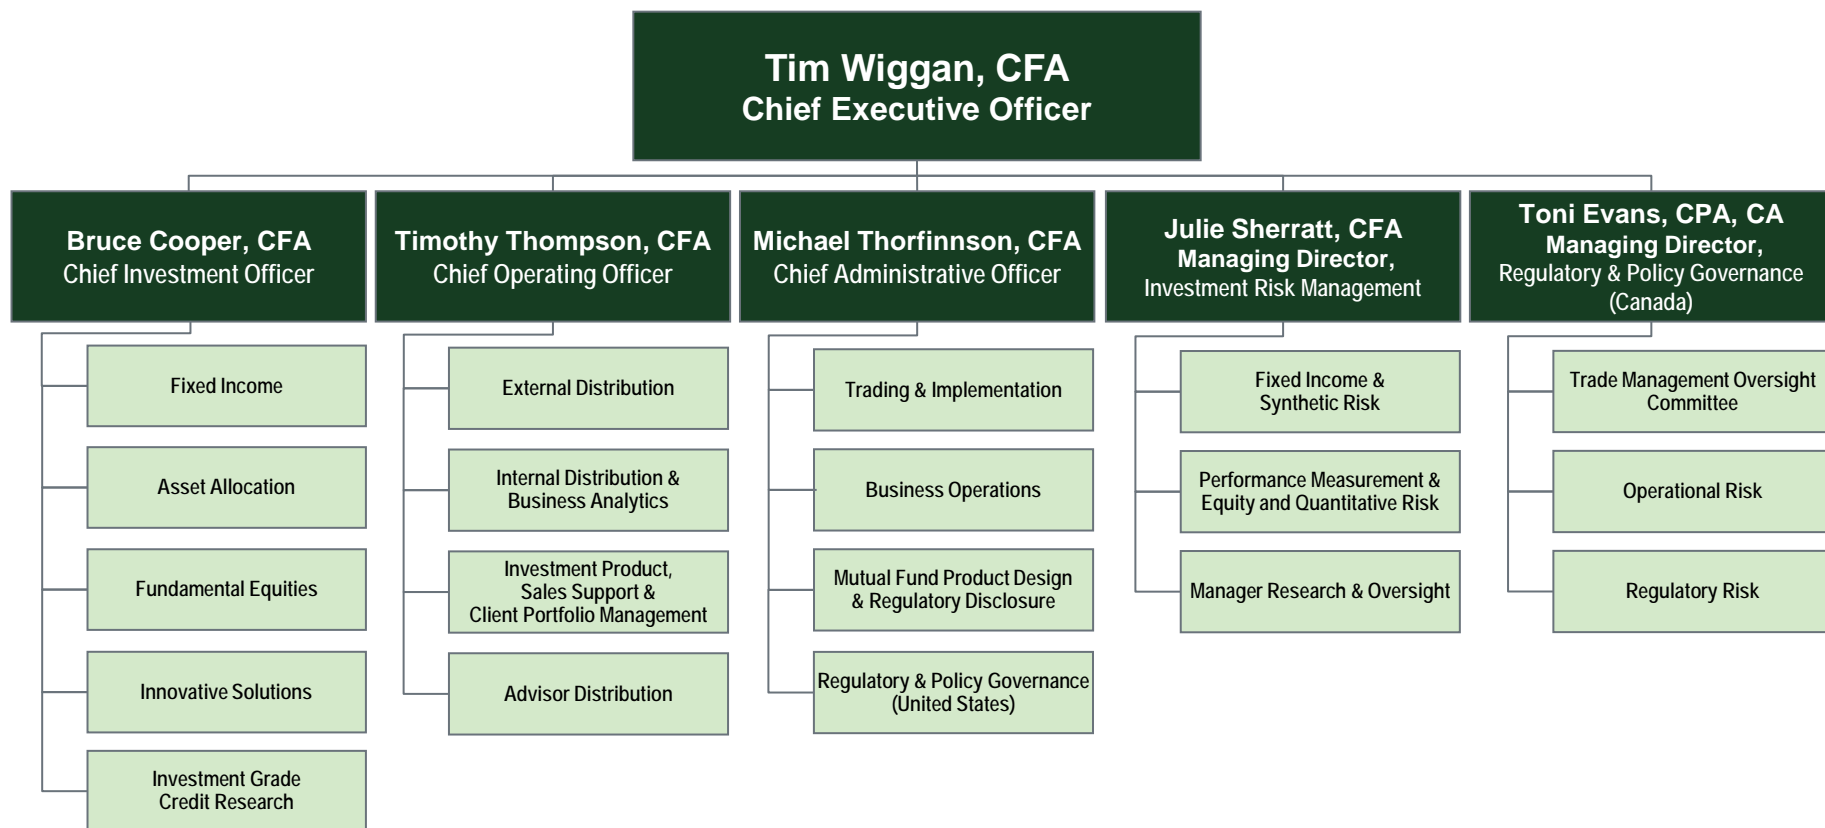 Tim Wiggan, CFA
Chief Executive Officer
Bruce Cooper, CFA
Chief Investment Officer
Timothy Thompson, CFA
Chief Operating Officer
Michael Thorfinnson, CFA
Chief Administrative Officer
Julie Sherratt, CFA
Managing Director,
Investment Risk Management
Toni Evans, CPA, CA
Managing Director,
Regulatory & Policy Governance
(Canada)
Fixed Income
Asset Allocation
Fundamental Equities
Innovative Solutions
Investment Grade
Credit Research
External Distribution
Internal Distribution &
Business Analytics
Investment Product,
Sales Support &
Client Portfolio Management
Advisor Distribution
Trading & Implementation
Business Operations
Mutual Fund Product Design
& Regulatory Disclosure
Regulatory & Policy Governance
(United States)
Fixed Income &
Synthetic Risk
Performance Measurement &
Equity and Quantitative Risk
Manager Research & Oversight
Trade Management Oversight
Committee
Operational Risk
Regulatory Risk